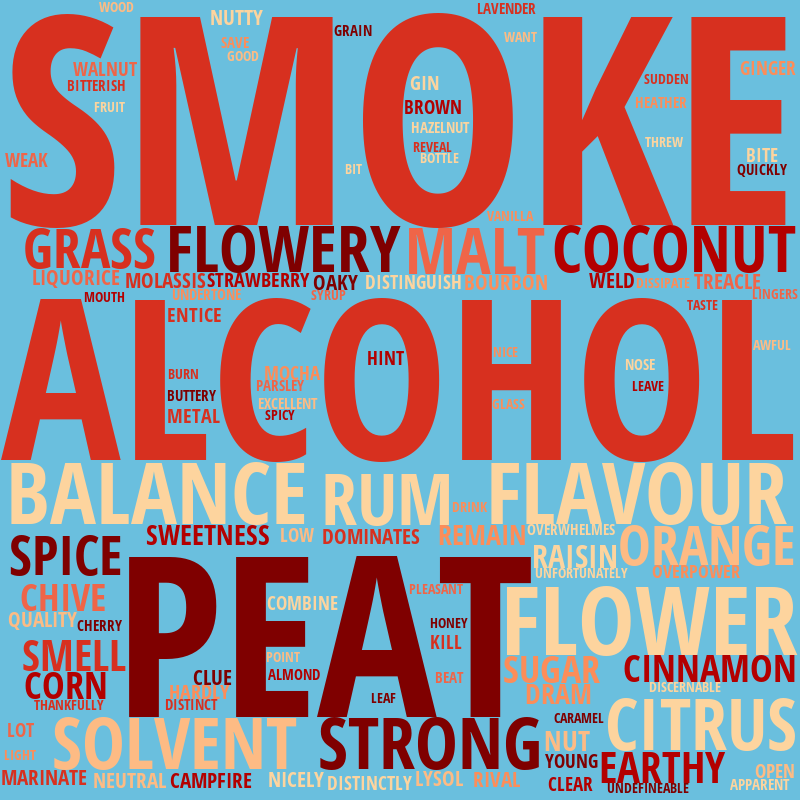 WOOD
LAVENDER
NUTTY
SMOKE
GRAIN
WANT
SAVE
GOOD
WALNUT
GINGER
BITTERISH
GIN
SUDDEN
FRUIT
BROWN
HEATHER
HAZELNUT
THREW
REVEAL
BITE
WEAK
BOTTLE
BIT
QUICKLY
VANILLA
GRASS
FLOWERY
MALT
COCONUT
LIQUORICE
MOLASSIS
STRAWBERRY
OAKY
DISTINGUISH
BOURBON
WELD
DISSIPATE
TREACLE
MOUTH
UNDERTONE
SYRUP
LINGERS
ENTICE
TASTE
ALCOHOL
HINT
NICE
AWFUL
BURN
MOCHA
NOSE
PARSLEY
LEAVE
BUTTERY
EXCELLENT
GLASS
METAL
SPICY
BALANCE
RUM
DRINK
FLAVOUR
SWEETNESS
LOW
DOMINATES
REMAIN
OVERWHELMES
ORANGE
SPICE
RAISIN
UNFORTUNATELY
OVERPOWER
PEAT
CHIVE
PLEASANT
COMBINE
FLOWER
QUALITY
CHERRY
HONEY
KILL
SMELL
POINT
SUGAR
CINNAMON
CORN
CLUE
ALMOND
BEAT
DISCERNABLE
HARDLY
LEAF
DRAM
THANKFULLY
DISTINCT
CARAMEL
CITRUS
LOT
SOLVENT
STRONG
NUT
LIGHT
YOUNG
EARTHY
OPEN
MARINATE
NEUTRAL
CAMPFIRE
NICELY
DISTINCTLY
LYSOL
RIVAL
CLEAR
UNDEFINEABLE
APPARENT